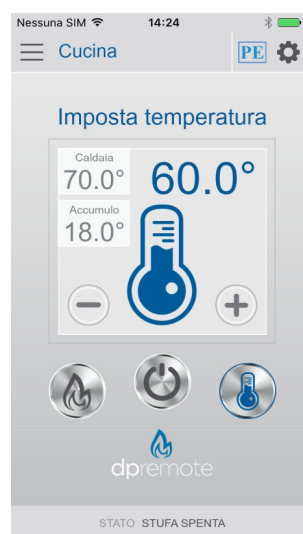 Nessuna SIM 14:24
Cucina PE
Imposta temperatura
Caldaia
70.0° 60.0°
Accumulo
18.0°
dpremote
STATO STUFA SPENTA